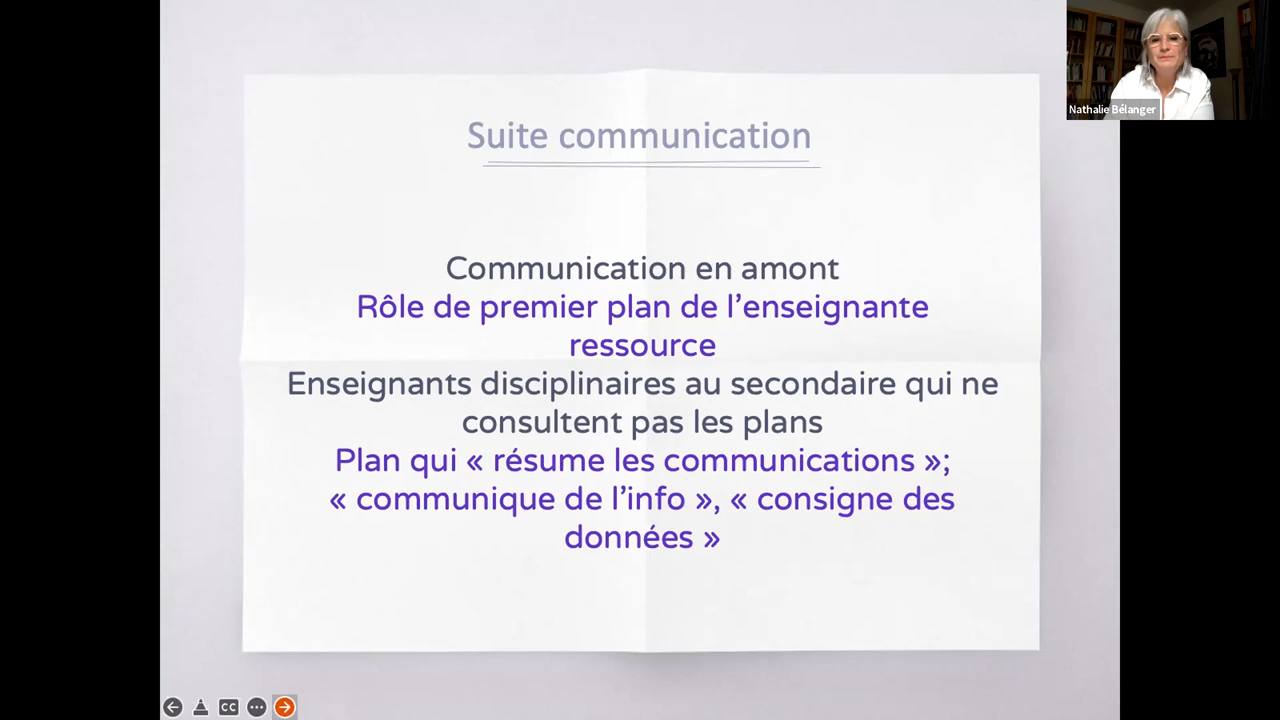 Nathalie Bélanger
Suite communication
Communication en amont
Rôle de premier plan de l’enseignante
ressource
Enseignants disciplinaires au secondaire qui ne
consultent pas les plans
Plan qui « résume les communications »;
« communique de l’info », « consigne des
données »
CC